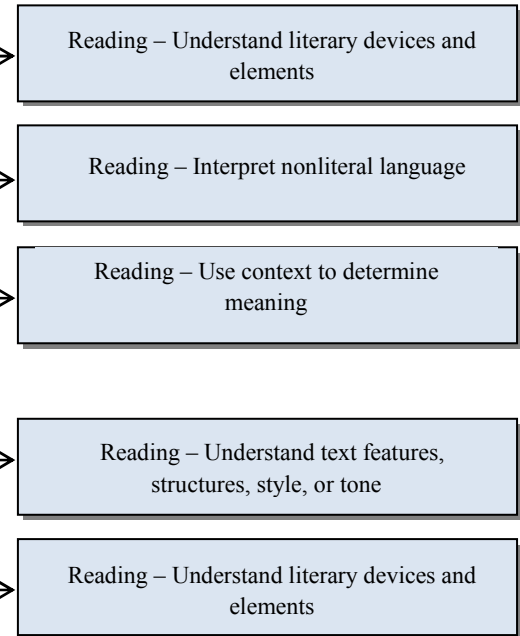 Reading – Understand literary devices and
elements
Reading – Interpret nonliteral language
Reading – Use context to determine
meaning
Reading – Understand text features,
structures, style, or tone
Reading – Understand literary devices and
elements